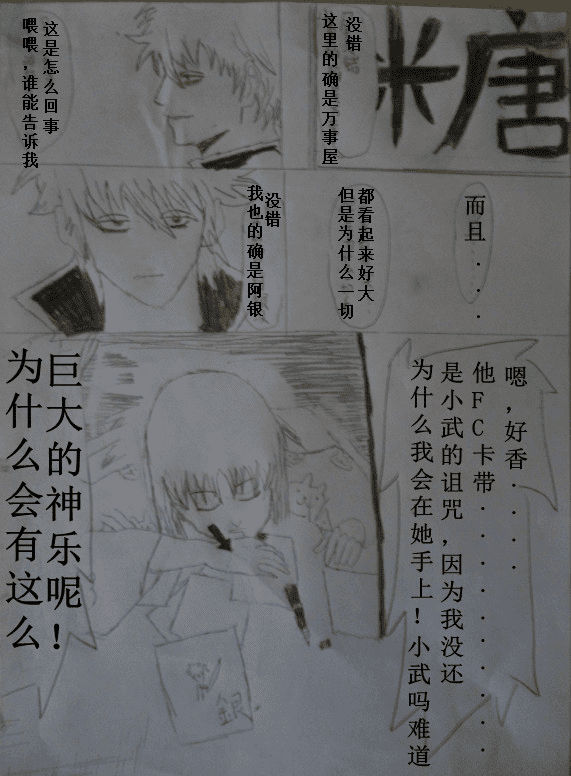 糖
没错
这里的确是万事屋
喂喂,谁能告诉我
这是怎么回事
而且...
但是为什么一切
都看起来好大
没错
我也的确是阿银
为什么我会在她手上!小武吗难道
是小武的诅咒,因为我没还
他FC卡带..........
嗯,好香....
为什么会有这么
巨大的神乐呢!
銀